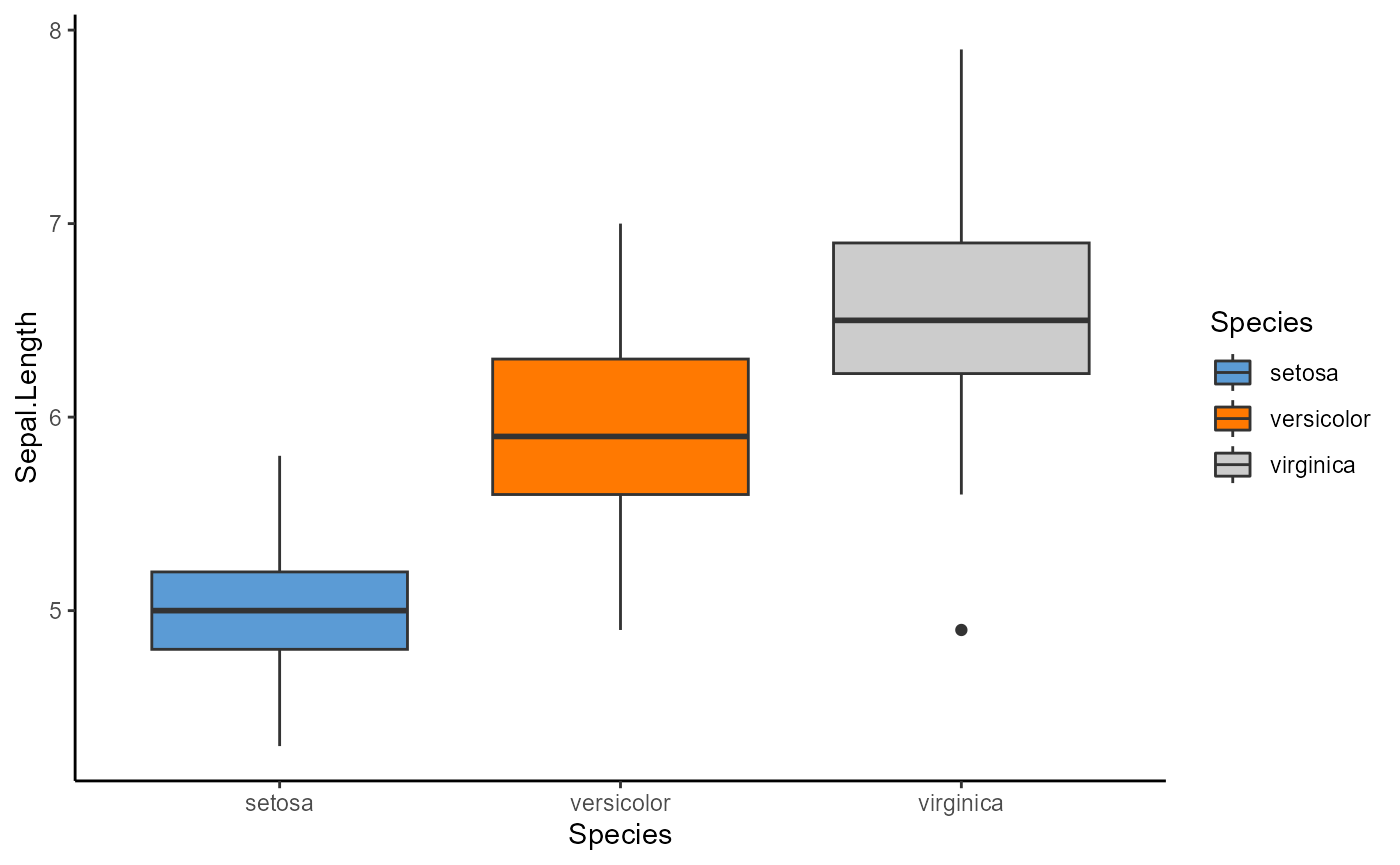 8
7
6
5
Sepal.Length
setosa
versicolor
virginica
Species
Species
setosa
versicolor
virginica